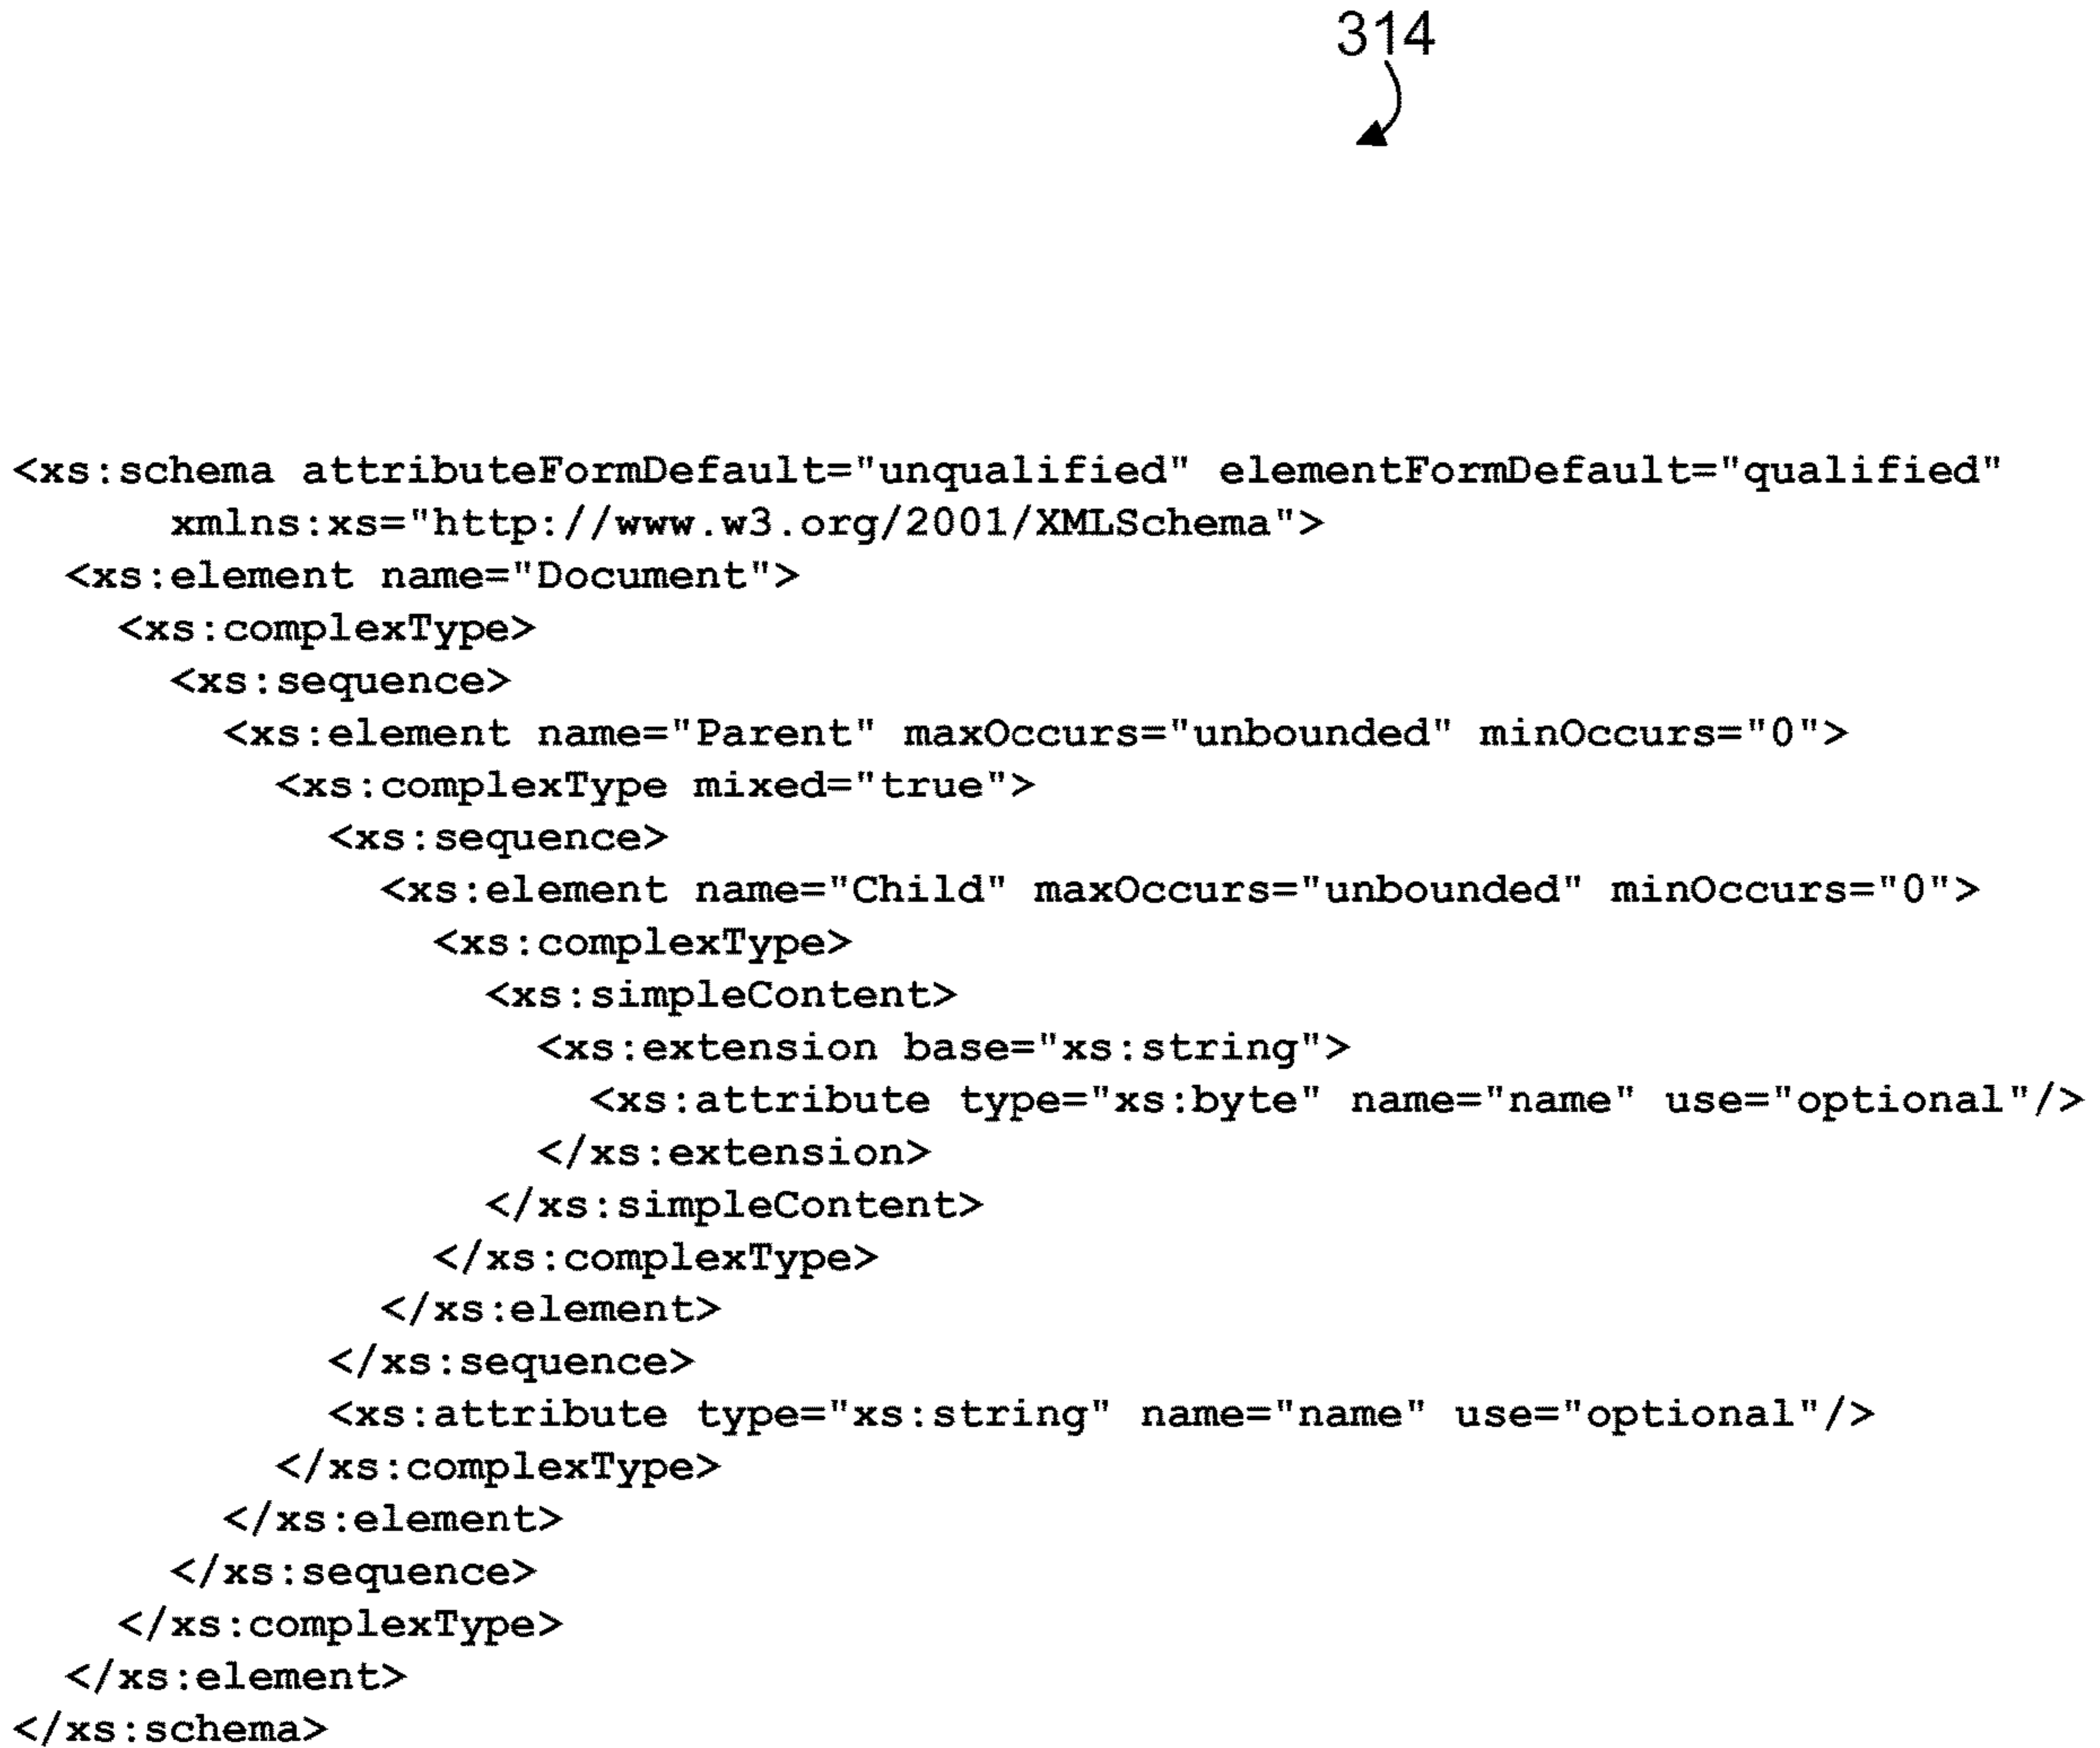 314
<xs:schema attributeFormDefault="unqualified" elementFormDefault="qualified"
xmlns:xs="http://www.w3.org/2001/XMLSchema">
<xs:element name="Document">
<xs:complexType>
<xs:sequence>
<xs:element name="Parent" maxOccurs="unbounded" minOccurs="0">
<xs:complexType mixed="true">
<xs:sequence>
<xs:element name="Child" maxOccurs="unbounded" minOccurs="0">
<xs:complexType>
<xs:simpleContent>
<xs:extension base="xs:string">
<xs:attribute type="xs:byte" name="name" use="optional"/>
</xs:extension>
</xs:simpleContent>
</xs:complexType>
</xs:element>
</xs:sequence>
<xs:attribute type="xs:string" name="name" use="optional"/>
</xs:complexType>
</xs:element>
</xs:sequence>
</xs:complexType>
</xs:element>
</xs:schema>